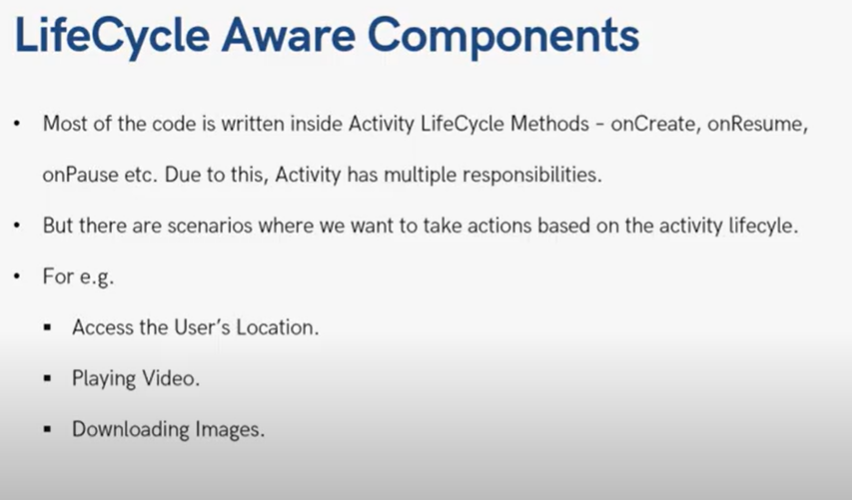 LifeCycle Aware Components
• Most of the code is written inside Activity LifeCycle Methods – onCreate, onResume,
onPause etc. Due to this, Activity has multiple responsibilities.
• But there are scenarios where we want to take actions based on the activity lifecyle.
• For e.g.
▪ Access the User's Location.
▪ Playing Video.
▪ Downloading Images.